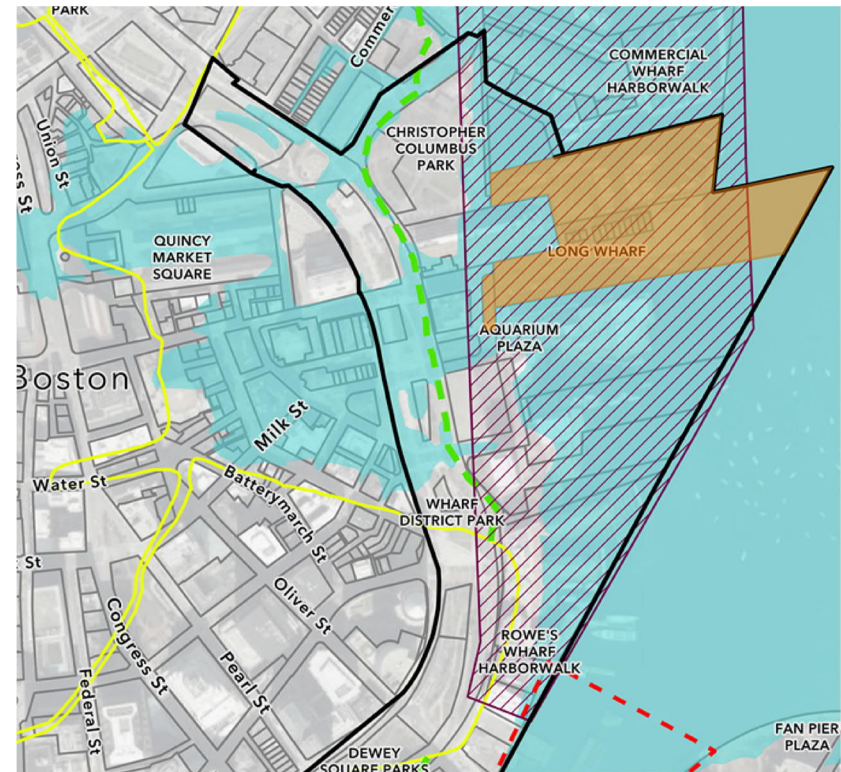 PARK
Commer
COMMERCIAL
WHARF
HARBORWALK
Union St
ss St
CHRISTOPHER
COLUMBUS
PARK
QUINCY
MARKET
SQUARE
LONG WHARF
AQUARIUM
PLAZA
Boston
Milk St
Water St
Batterymarch St
WHARF
DISTRICT PARK
St
Oliver St
Congress St
Pearl St
Federal St
ROWE'S
WHARF
HARBORWALK
FAN PIER
PLAZA
DEWEY
SQUARE PARKS